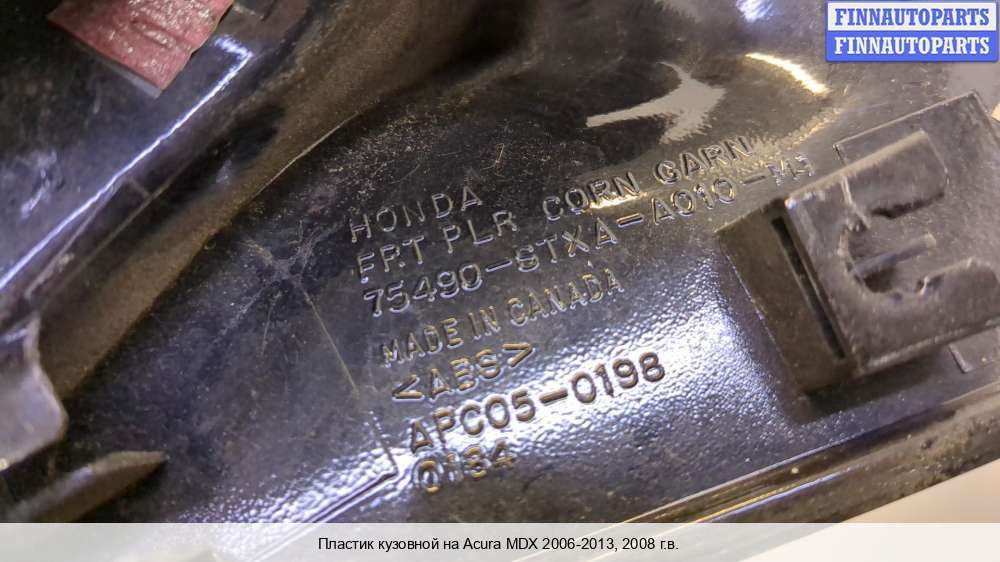 FINNAUTOPARTS
FINNAUTOPARTS
HONDA
FRT PLR CORN GARN
75490-STXA-A010-M1
MADE IN CANADA
<ABS>
APC05-0198
0184
Пластик кузовной на Acura MDX 2006-2013, 2008 г.в.